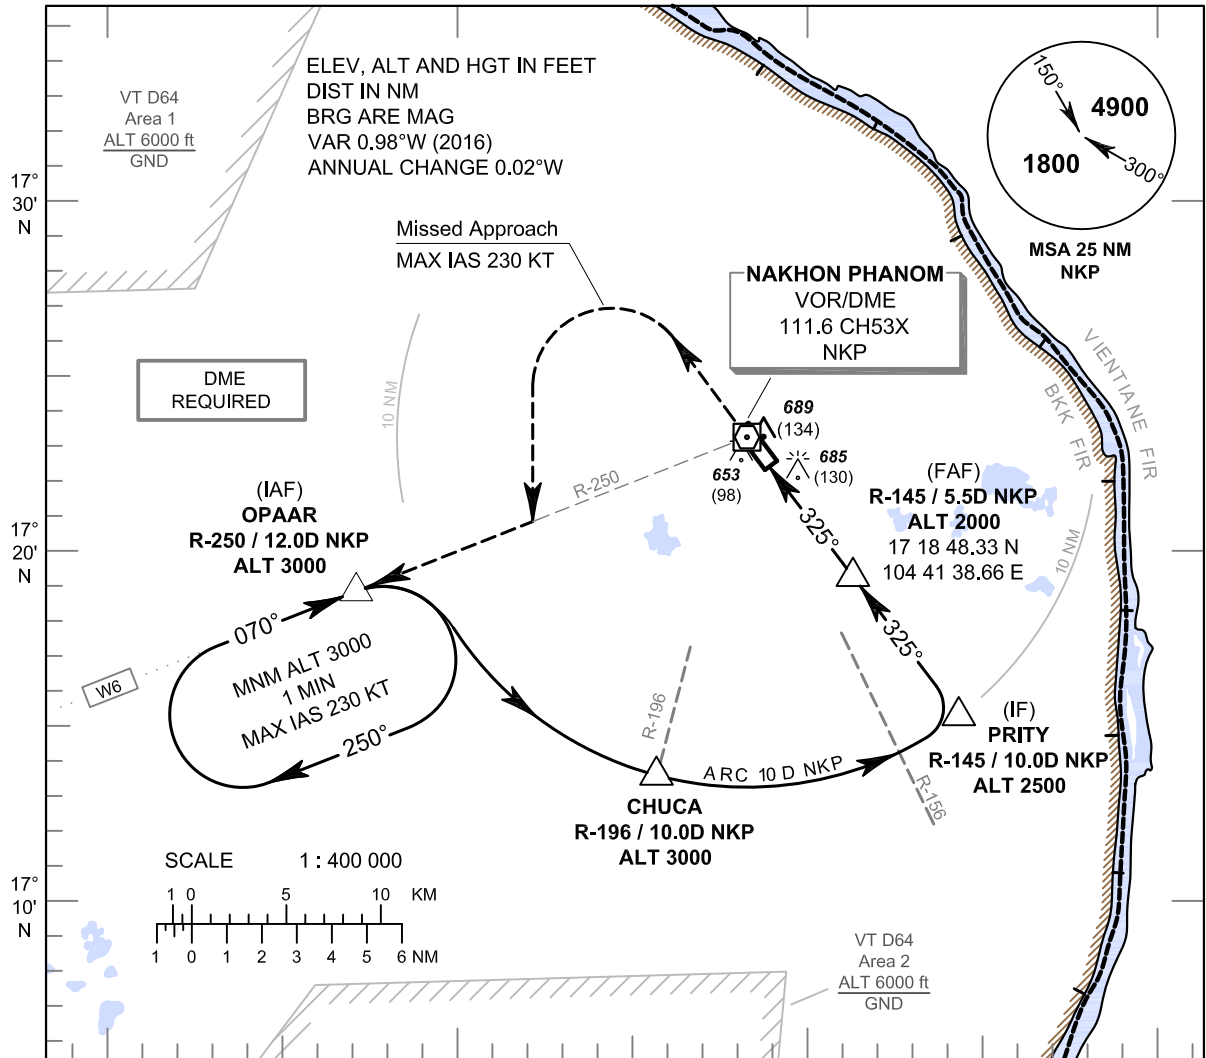 ELEV, ALT AND HGT IN FEET
DIST IN NM
BRG ARE MAG
VAR 0.98°W (2016)
ANNUAL CHANGE 0.02°W
VT D64
Area 1
ALT 6000 ft
GND
150°
4900
1800
300°
MSA 25 NM
NKP
17°
30'
N
Missed Approach
MAX IAS 230 KT
NAKHON PHANOM
VOR/DME
111.6 CH53X
NKP
VIENTIANE FIR
BKK FIR
DME
REQUIRED
10 NM
689
(134)
685
(130)
653
(98)
R-250
(FAF)
R-145 / 5.5D NKP
ALT 2000
17 18 48.33 N
104 41 38.66 E
10 NM
325°
(IAF)
OPAAR
R-250 / 12.0D NKP
ALT 3000
17°
20'
N
325°
070°
MNM ALT 3000
1 MIN
MAX IAS 230 KT
250°
W6
R-196
R-156
ARC 10 D NKP
(IF)
PRITY
R-145 / 10.0D NKP
ALT 2500
CHUCA
R-196 / 10.0D NKP
ALT 3000
SCALE 1 : 400 000
1 0 5 10 KM
1 0 1 2 3 4 5 6 NM
17°
10'
N
VT D64
Area 2
ALT 6000 ft
GND